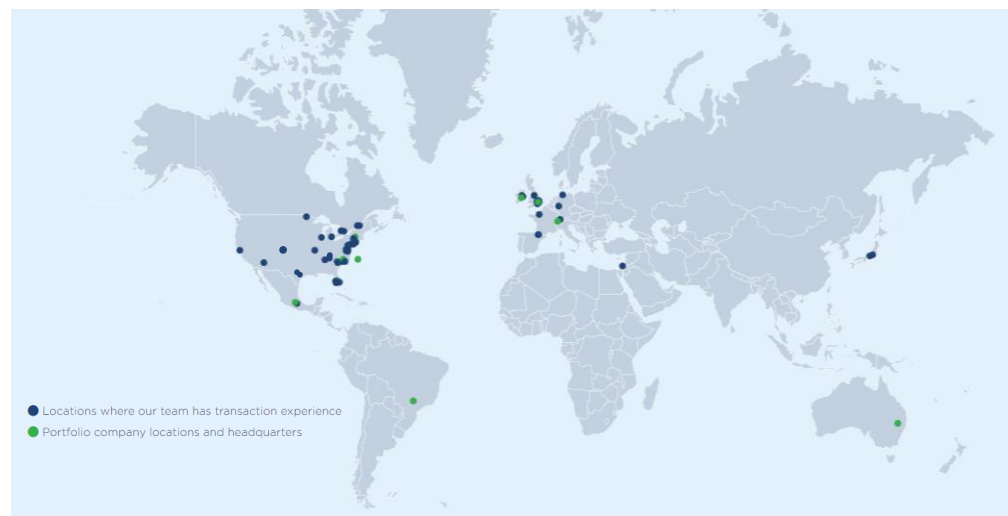 Locations where our team has transaction experience
Portfolio company locations and headquarters